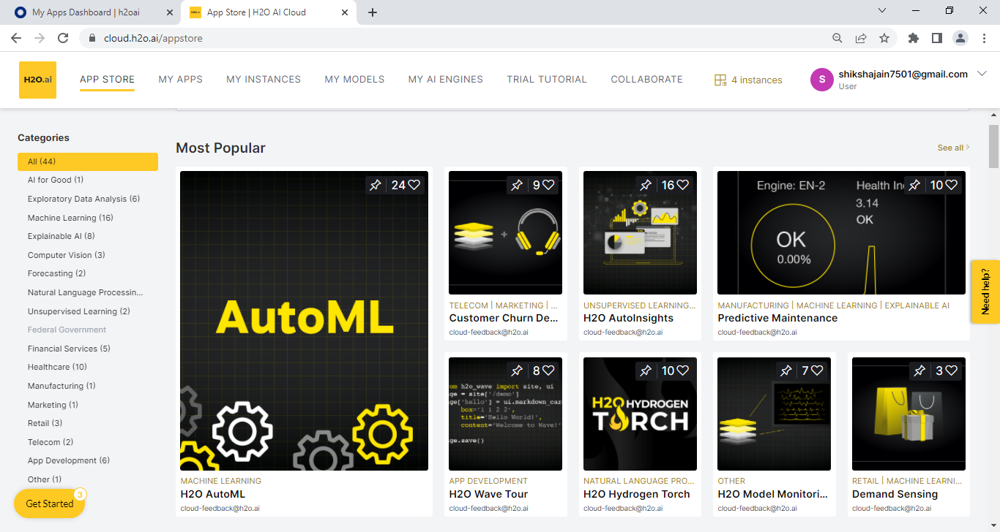 My Apps Dashboard | h2oai
App Store | H2O AI Cloud
cloud.h2o.ai/appstore
H2O.ai
APP STORE
MY APPS
MY INSTANCES
MY MODELS
MY AI ENGINES
TRIAL TUTORIAL
COLLABORATE
4 instances
S
shikshajain7501@gmail.com
User
Categories
All (44)
AI for Good (1)
Exploratory Data Analysis (6)
Machine Learning (16)
Explainable AI (8)
Computer Vision (3)
Forecasting (2)
Natural Language Processin...
Unsupervised Learning (2)
Federal Government
Financial Services (5)
Healthcare (10)
Manufacturing (1)
Marketing (1)
Retail (3)
Telecom (2)
App Development (6)
Other (1)
Get Started
3
Most Popular
See all
24
AutoML
MACHINE LEARNING
H2O AutoML
cloud-feedback@h2o.ai
9
TELECOM | MARKETING | ...
Customer Churn De...
cloud-feedback@h2o.ai
16
UNSUPERVISED LEARNING...
H2O AutoInsights
cloud-feedback@h2o.ai
Engine: EN-2
Health In
10
3.14
OK
OK
0.00%
MANUFACTURING | MACHINE LEARNING | EXPLAINABLE AI
Predictive Maintenance
cloud-feedback@h2o.ai
8
om h2o_wave import site, ui
ge = site['/demo']
ge['hello'] = ui.markdown_car
box='1 1 2 2',
title='Hello World!',
content='Welcome to Wave!'
ge.save()
APP DEVELOPMENT
H2O Wave Tour
cloud-feedback@h2o.ai
10
H2O HYDROGEN
TORCH
NATURAL LANGUAGE PRO...
H2O Hydrogen Torch
cloud-feedback@h2o.ai
7
OTHER
H2O Model Monitori...
cloud-feedback@h2o.ai
3
RETAIL | MACHINE LEARNI...
Demand Sensing
cloud-feedback@h2o.ai
Need help?